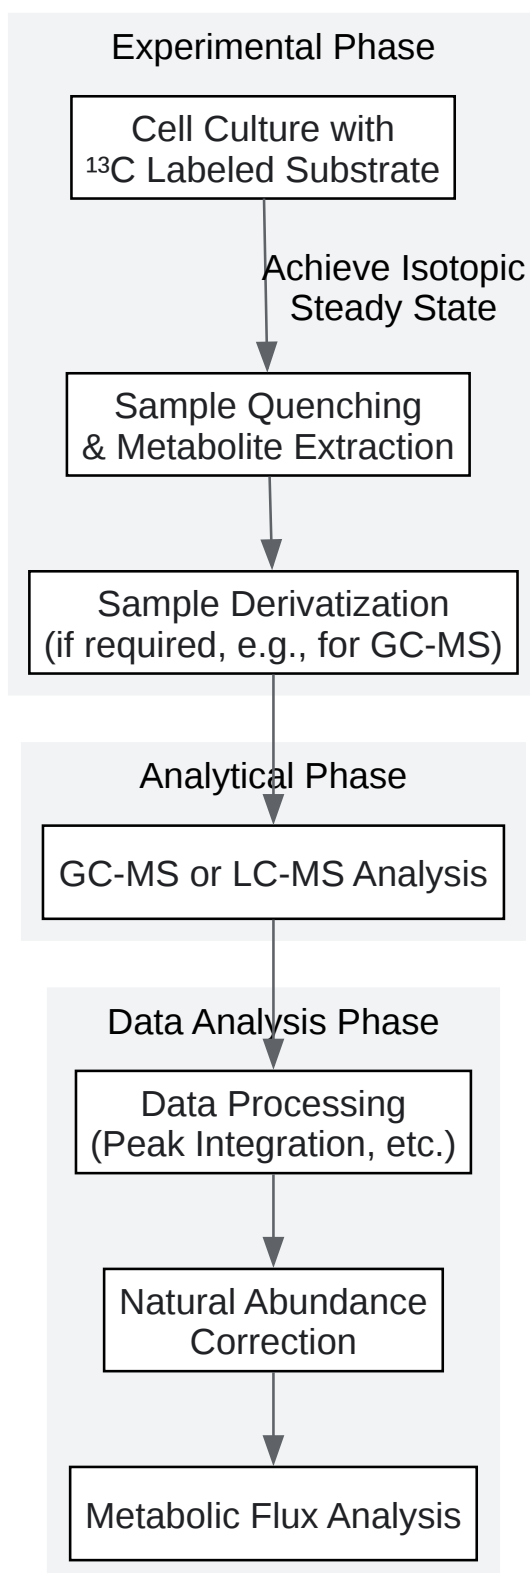 Experimental Phase
Cell Culture with
¹³C Labeled Substrate
Achieve Isotopic
Steady State
Sample Quenching
& Metabolite Extraction
Sample Derivatization
(if required, e.g., for GC-MS)
Analytical Phase
GC-MS or LC-MS Analysis
Data Analysis Phase
Data Processing
(Peak Integration, etc.)
Natural Abundance
Correction
Metabolic Flux Analysis